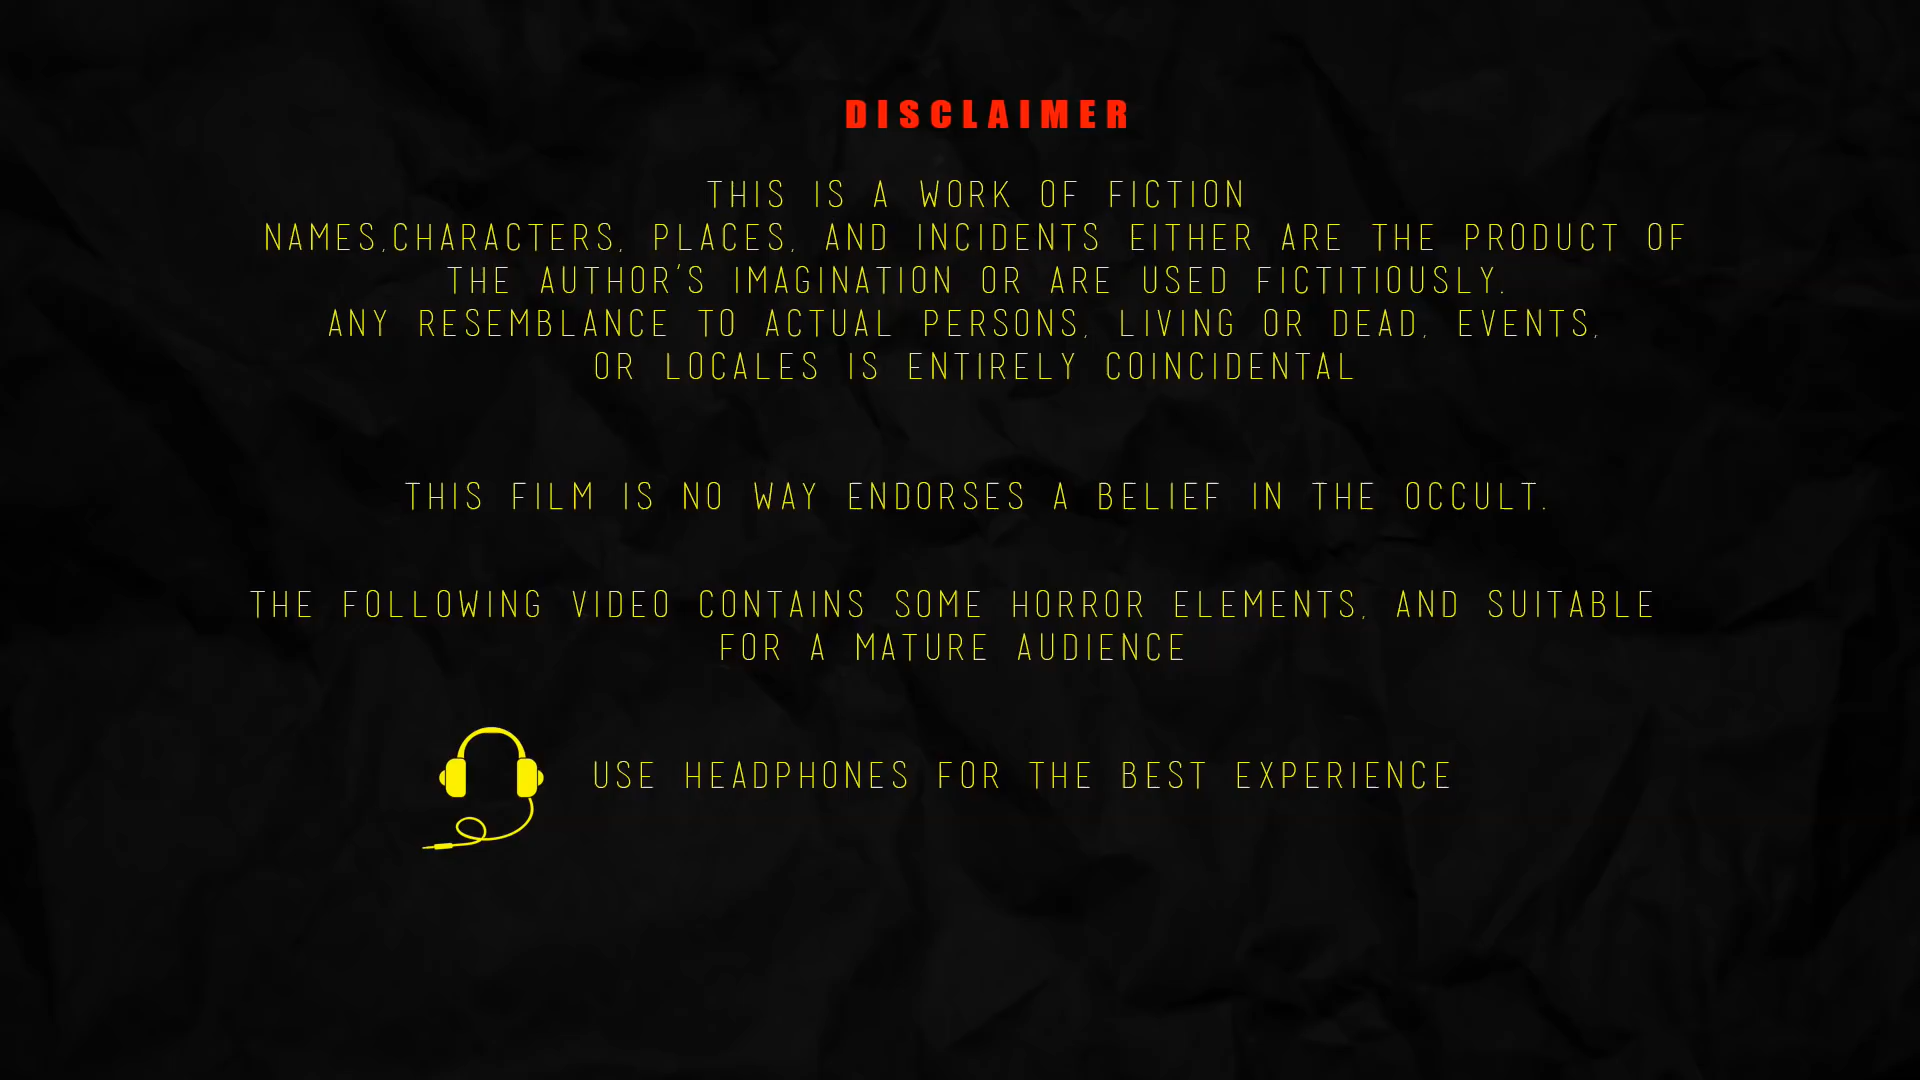 DISCLAIMER
THIS IS A WORK OF FICTION
NAMES,CHARACTERS, PLACES, AND INCIDENTS EITHER ARE THE PRODUCT OF
THE AUTHOR'S IMAGINATION OR ARE USED FICTITIOUSLY.
ANY RESEMBLANCE TO ACTUAL PERSONS, LIVING OR DEAD, EVENTS,
OR LOCALES IS ENTIRELY COINCIDENTAL
THIS FILM IS NO WAY ENDORSES A BELIEF IN THE OCCULT.
THE FOLLOWING VIDEO CONTAINS SOME HORROR ELEMENTS, AND SUITABLE
FOR A MATURE AUDIENCE
USE HEADPHONES FOR THE BEST EXPERIENCE